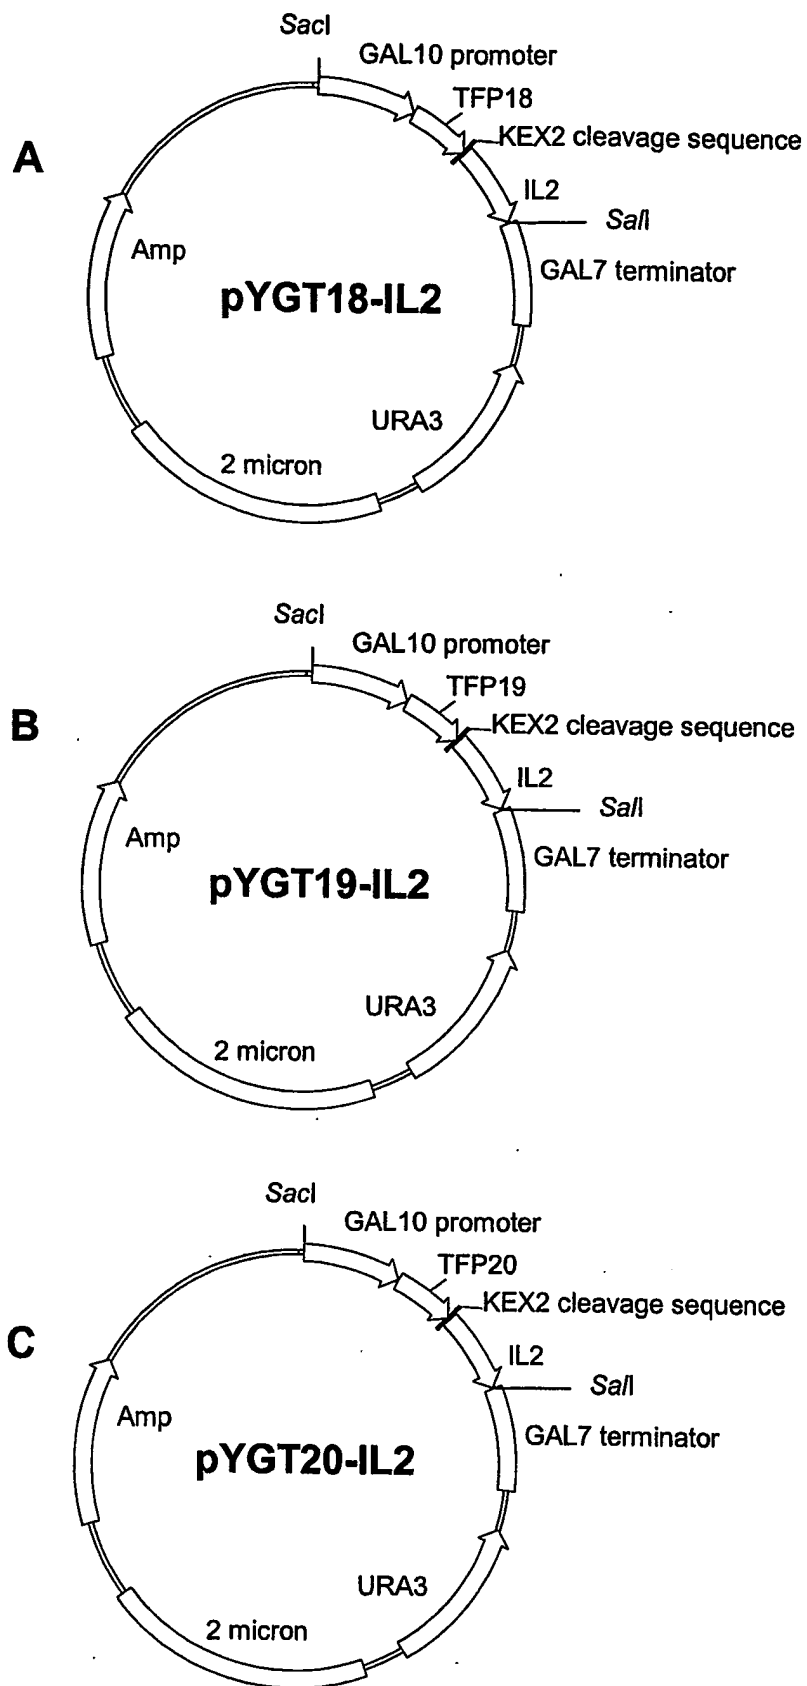 SacI
GAL10 promoter
TFP18
KEX2 cleavage sequence
A
IL2
SalI
Amp
GAL7 terminator
pYGT18-IL2
URA3
2 micron
SacI
GAL10 promoter
TFP19
KEX2 cleavage sequence
B
IL2
SalI
Amp
GAL7 terminator
pYGT19-IL2
URA3
2 micron
SacI
GAL10 promoter
TFP20
KEX2 cleavage sequence
C
IL2
SalI
Amp
GAL7 terminator
pYGT20-IL2
URA3
2 micron